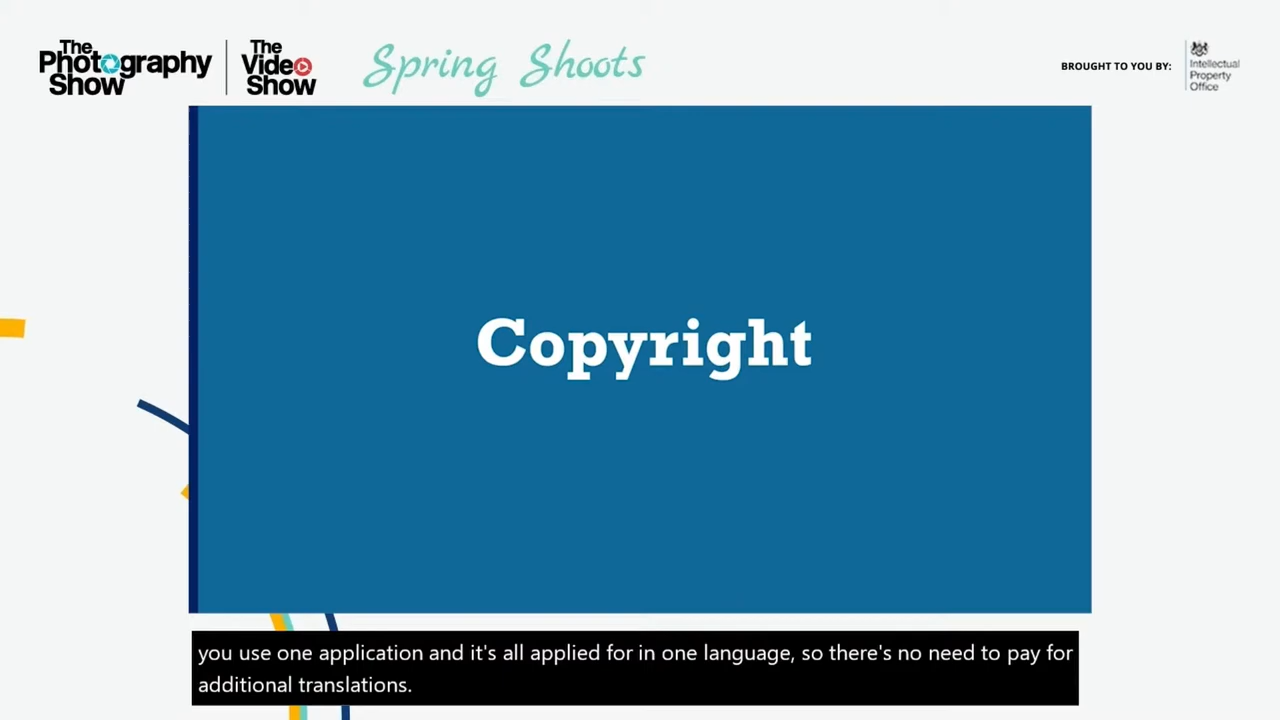 The
Photography
Show
The
Video
Show
Spring Shoots
BROUGHT TO YOU BY:
Intellectual
Property
Office
Copyright
you use one application and it's all applied for in one language, so there's no need to pay for
additional translations.